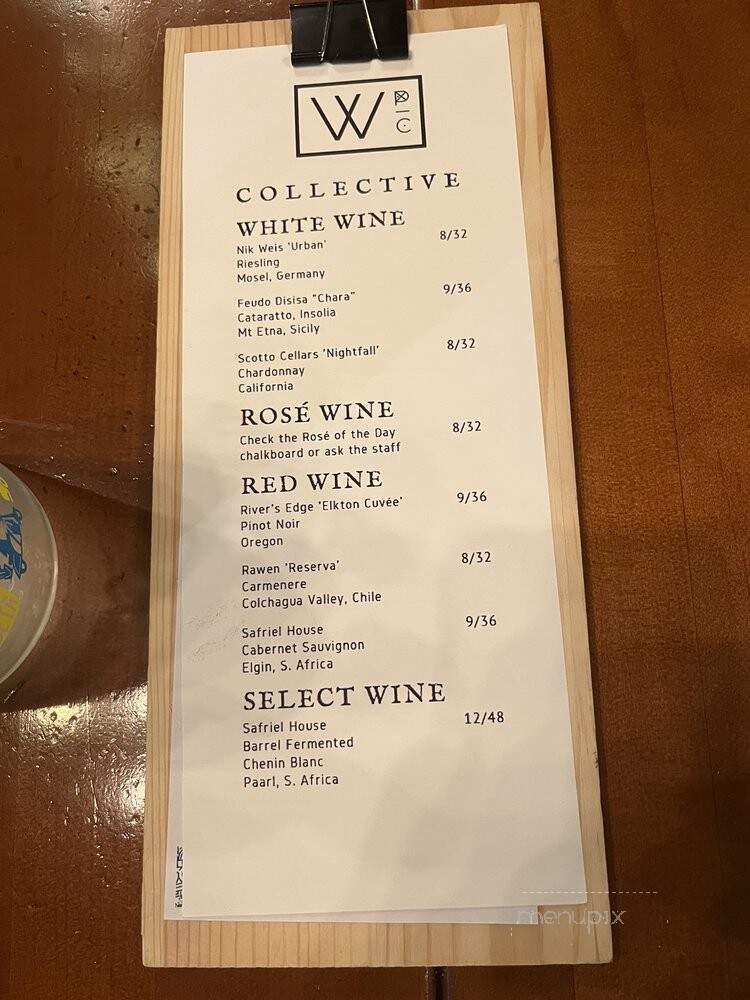 W P C
COLLECTIVE
WHITE WINE
Nik Weis 'Urban' 8/32
Riesling
Mosel, Germany
Feudo Disisa "Chara" 9/36
Cataratto, Insolia
Mt Etna, Sicily
Scotto Cellars 'Nightfall' 8/32
Chardonnay
California
ROSÉ WINE
Check the Rosé of the Day 8/32
chalkboard or ask the staff
RED WINE
River's Edge 'Elkton Cuvée' 9/36
Pinot Noir
Oregon
Rawen 'Reserva' 8/32
Carmenere
Colchagua Valley, Chile
Safriel House 9/36
Cabernet Sauvignon
Elgin, S. Africa
SELECT WINE
Safriel House 12/48
Barrel Fermented
Chenin Blanc
Paarl, S. Africa
menupix